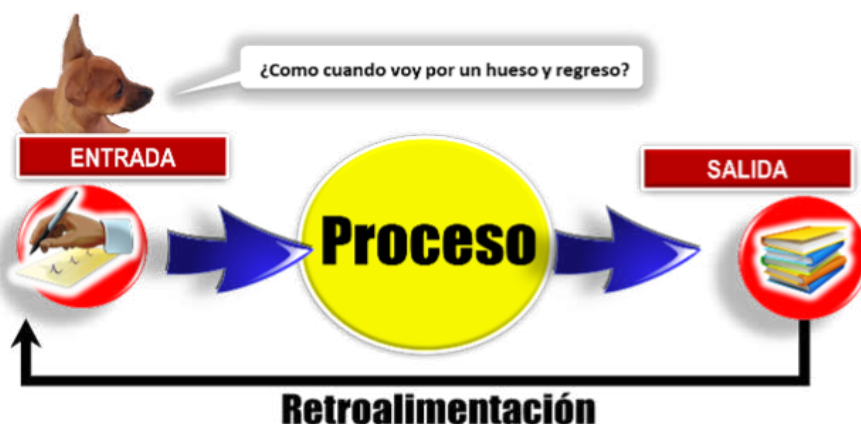 ¿Como cuando voy por un hueso y regreso?
ENTRADA
SALIDA
Proceso
Retroalimentación